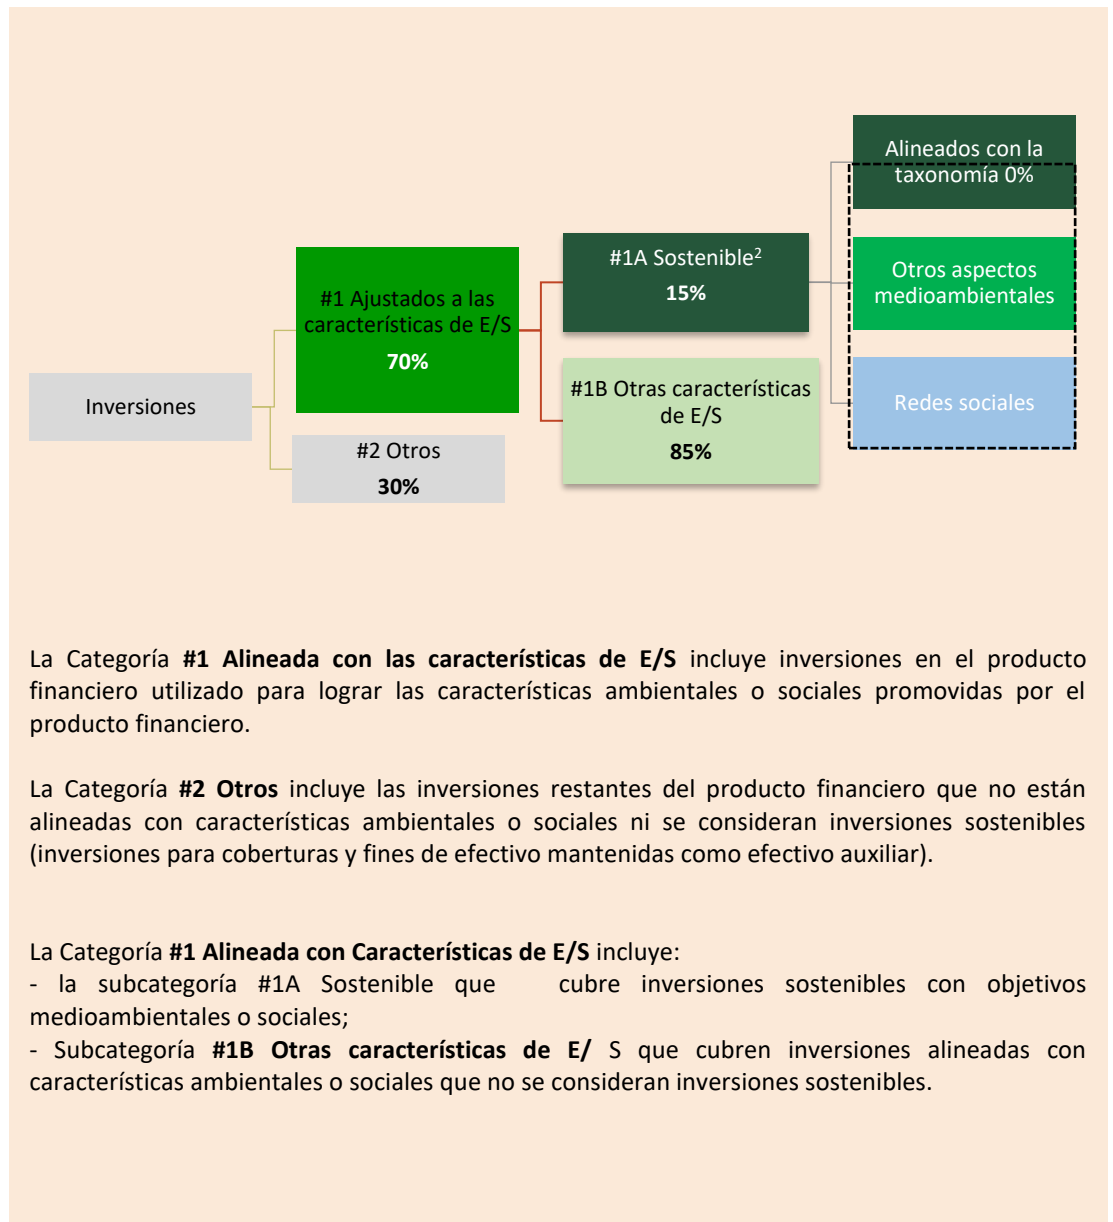 Alineados con la
taxonomía 0%
#1A Sostenible²
15%
Otros aspectos
medioambientales
#1 Ajustados a las
características de E/S
70%
#1B Otras características
de E/S
85%
Redes sociales
Inversiones
#2 Otros
30%
La Categoría #1 Alineada con las características de E/S incluye inversiones en el producto
financiero utilizado para lograr las características ambientales o sociales promovidas por el
producto financiero.
La Categoría #2 Otros incluye las inversiones restantes del producto financiero que no están
alineadas con características ambientales o sociales ni se consideran inversiones sostenibles
(inversiones para coberturas y fines de efectivo mantenidas como efectivo auxiliar).
La Categoría #1 Alineada con Características de E/S incluye:
- la subcategoría #1A Sostenible que cubre inversiones sostenibles con objetivos
medioambientales o sociales;
- Subcategoría #1B Otras características de E/ S que cubren inversiones alineadas con
características ambientales o sociales que no se consideran inversiones sostenibles.